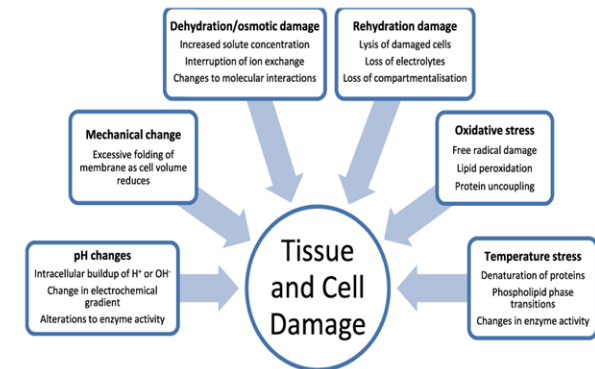 Dehydration/osmotic damage
Increased solute concentration
Interruption of ion exchange
Changes to molecular interactions
Rehydration damage
Lysis of damaged cells
Loss of electrolytes
Loss of compartmentalisation
Mechanical change
Excessive folding of
membrane as cell volume
reduces
Oxidative stress
Free radical damage
Lipid peroxidation
Protein uncoupling
pH changes
Intracellular buildup of H⁺ or OH⁻
Change in electrochemical
gradient
Alterations to enzyme activity
Tissue
and Cell
Damage
Temperature stress
Denaturation of proteins
Phospholipid phase
transitions
Changes in enzyme activity